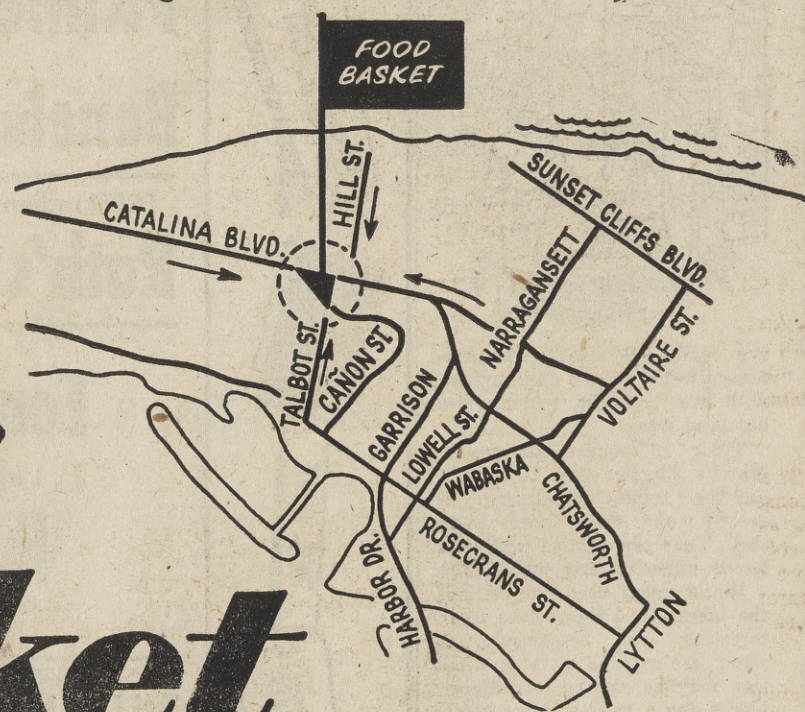 FOOD
BASKET
HILL ST.
SUNSET CLIFFS BLVD.
CATALINA BLVD.
NARRAGANSETT
VOLTAIRE ST.
TALBOT ST.
CAÑON ST.
GARRISON
LOWELL ST.
WABASKA
CHATSWORTH
ROSECRANS ST.
HARBOR DR.
LYTTON
ket